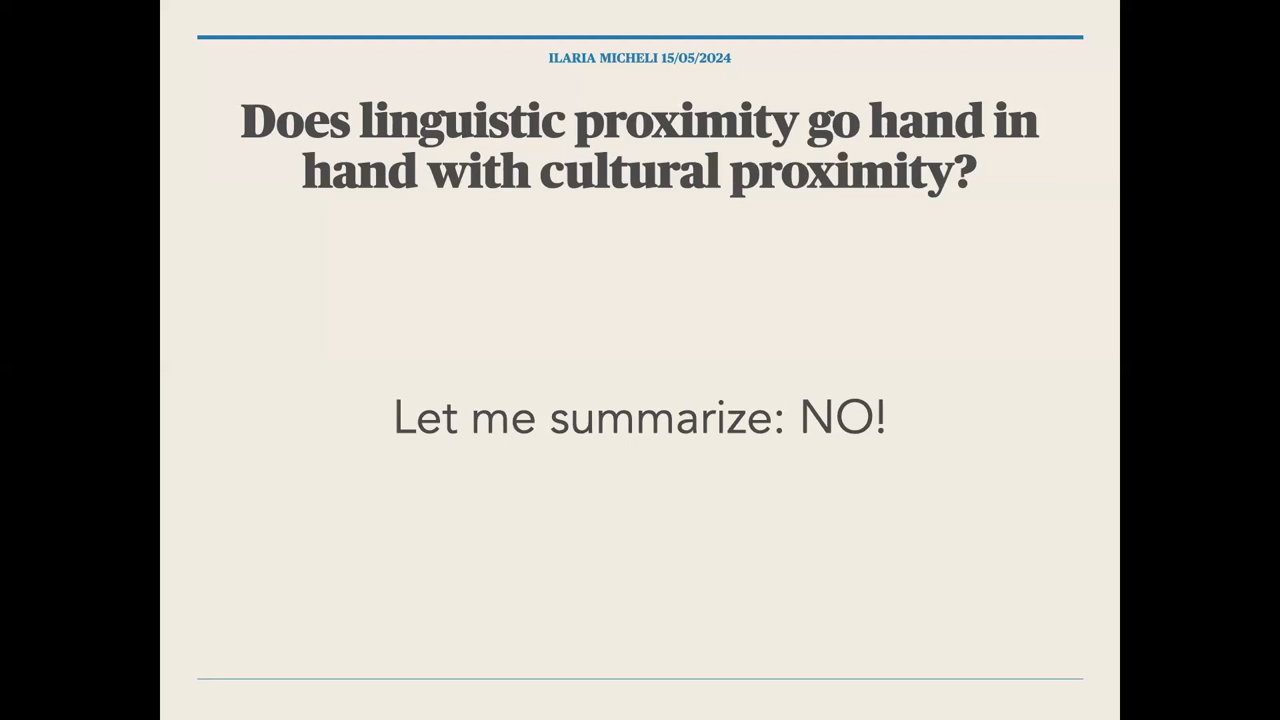 ILARIA MICHELI 15/05/2024
Does linguistic proximity go hand in
hand with cultural proximity?
Let me summarize: NO!